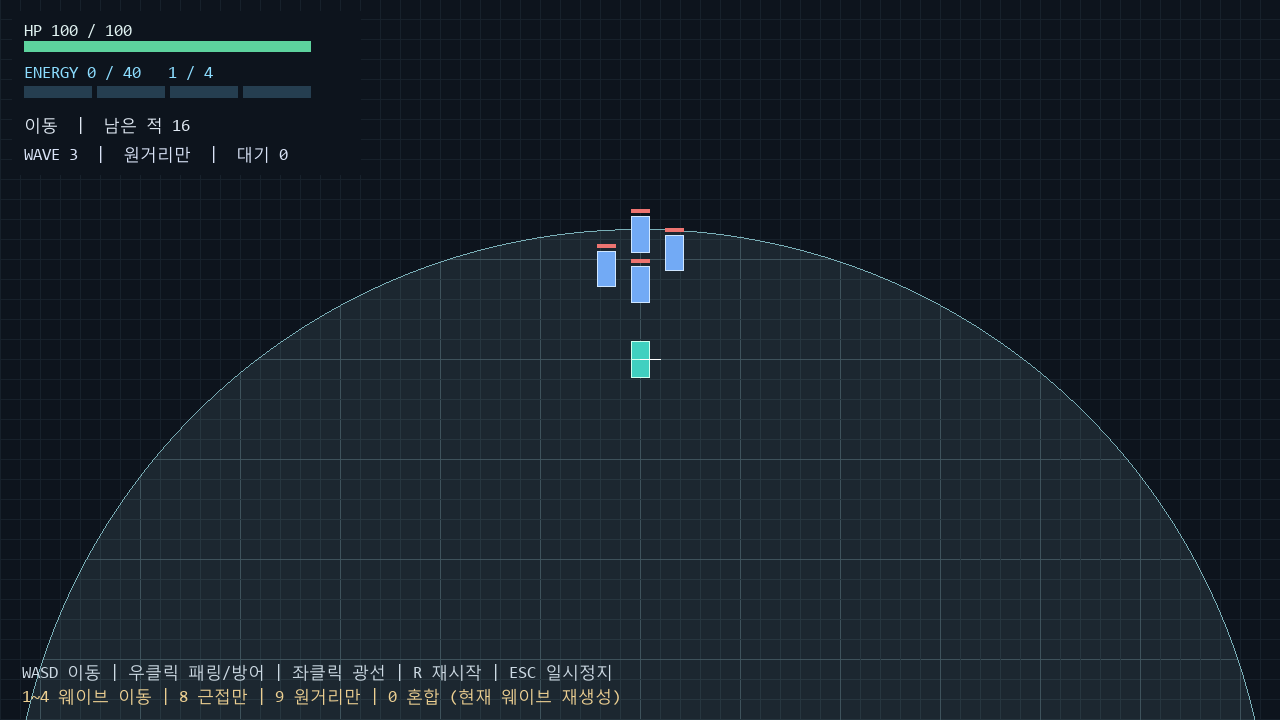 HP 100 / 100
ENERGY 0 / 40 1 / 4
이동 | 남은 적 16
WAVE 3 | 원거리만 | 대기 0
WASD 이동 | 우클릭 패링/방어 | 좌클릭 광선 | R 재시작 | ESC 일시정지
1~4 웨이브 이동 | 8 근접만 | 9 원거리만 | 0 혼합 (현재 웨이브 재생성)